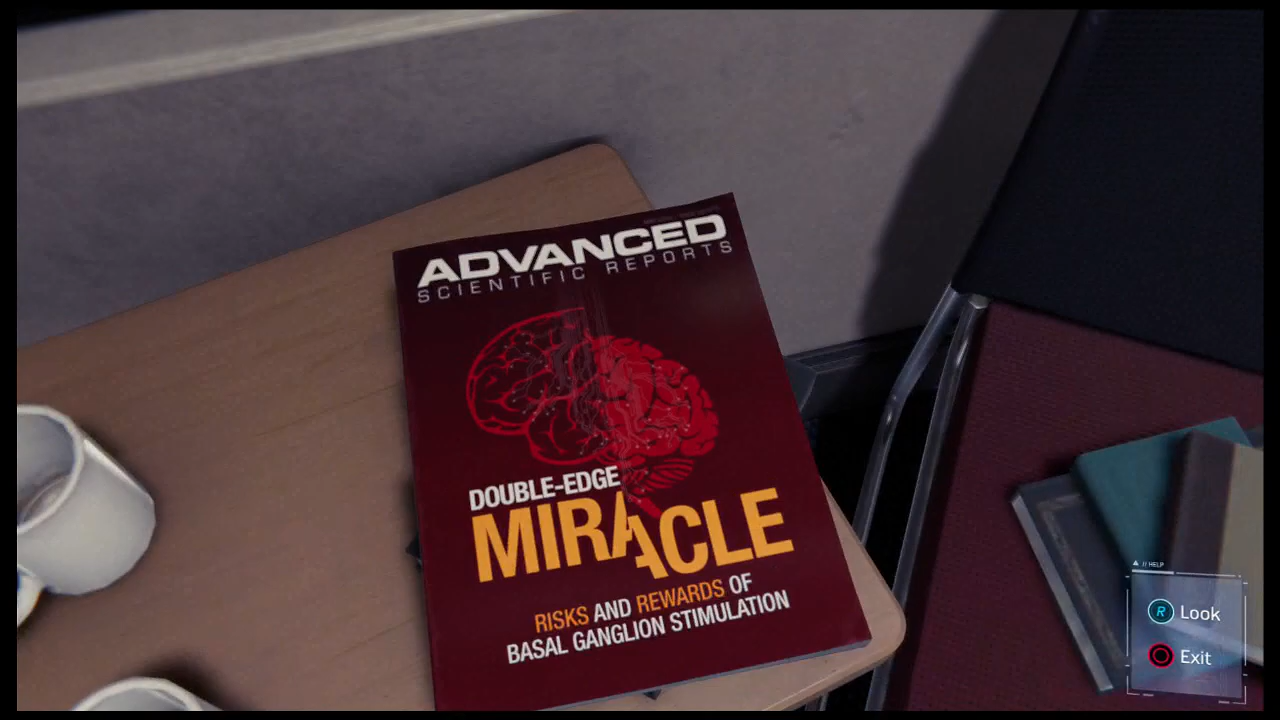 ADVANCED
SCIENTIFIC REPORTS
DOUBLE-EDGE
MIRACLE
RISKS AND REWARDS OF
BASAL GANGLION STIMULATION
// HELP
R Look
Exit